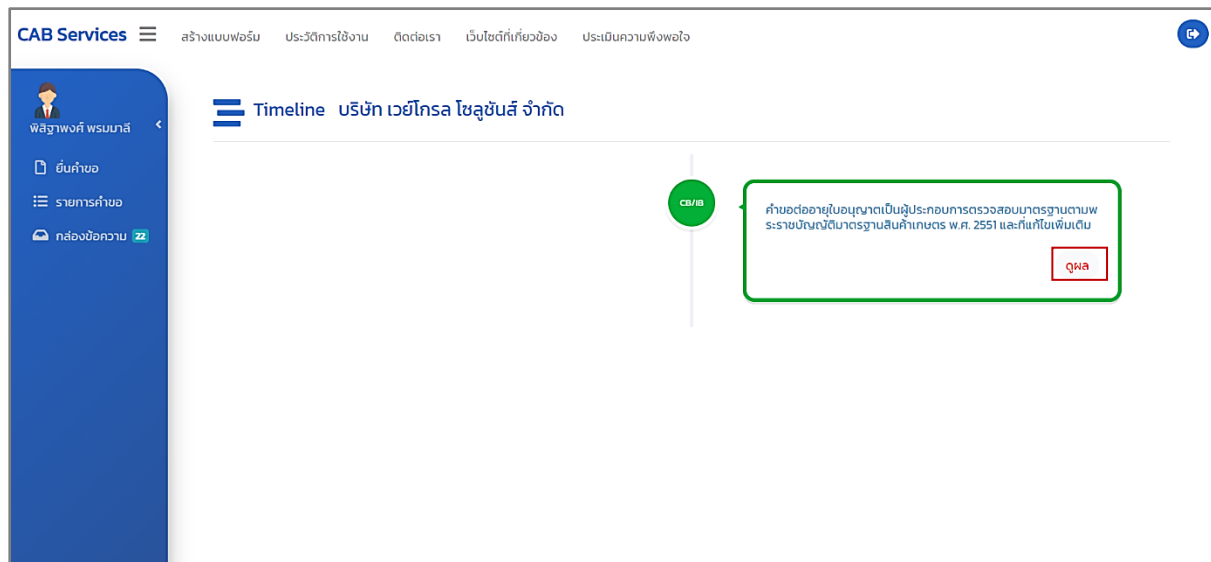 CAB Services
สร้างแบบฟอร์ม ประวัติการใช้งาน ติดต่อเรา เว็บไซต์ที่เกี่ยวข้อง ประเมินความพึงพอใจ
พิสิฐาพงศ์ พรมมาลี
ยื่นคำขอ
รายการคำขอ
กล่องข้อความ 22
Timeline บริษัท เวย์โกรล โซลูชันส์ จำกัด
CB/IB
คำขอต่ออายุใบอนุญาตเป็นผู้ประกอบการตรวจสอบมาตรฐานตามพ
ระราชบัญญัติมาตรฐานสินค้าเกษตร พ.ศ. 2551 และที่แก้ไขเพิ่มเติม
ดูผล